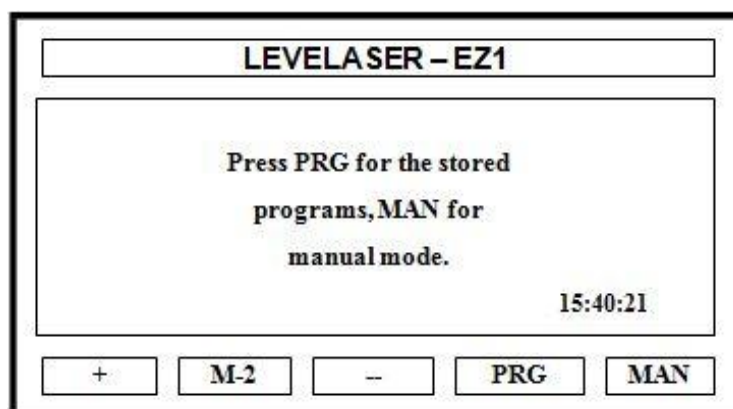 LEVELASER – EZ1
Press PRG for the stored
programs, MAN for
manual mode.
15:40:21
+ M-2 -- PRG MAN